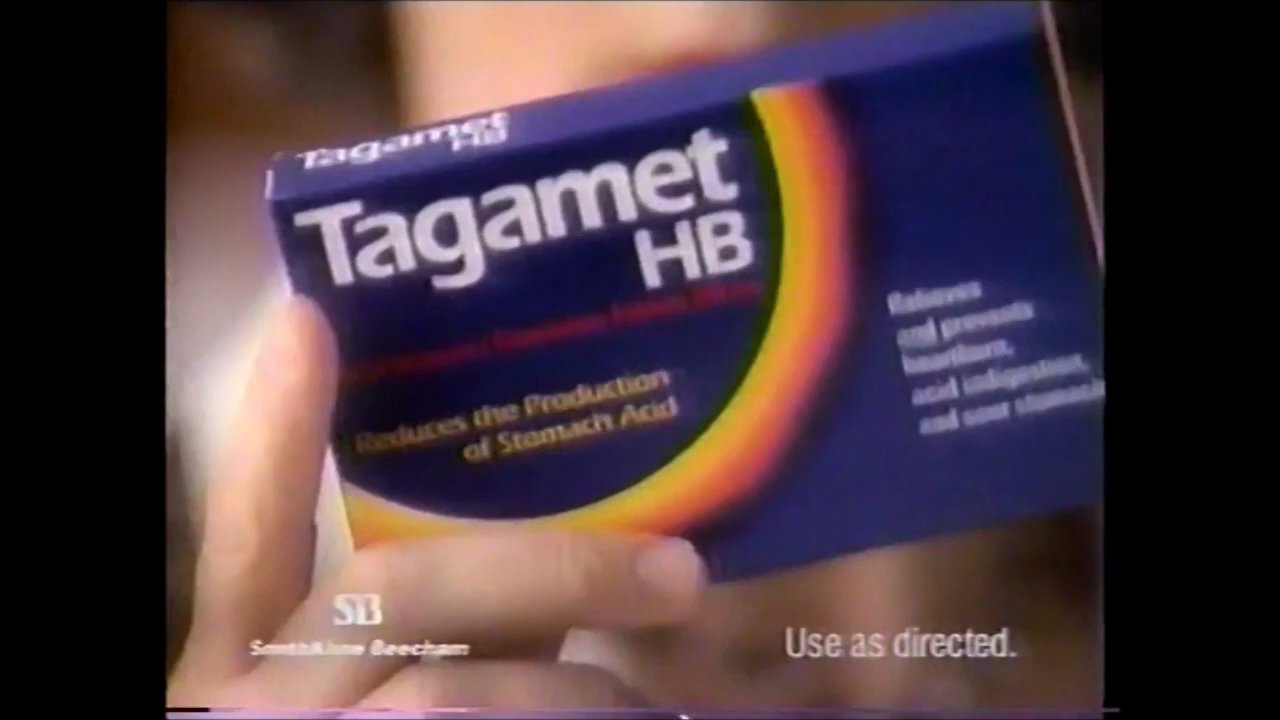 Tagamet
HB
Tagamet
HB
Reduces the Production
of Stomach Acid
Relieves
and prevents
heartburn,
acid indigestion,
and sour stomach
SB
SmithKline Beecham
Use as directed.